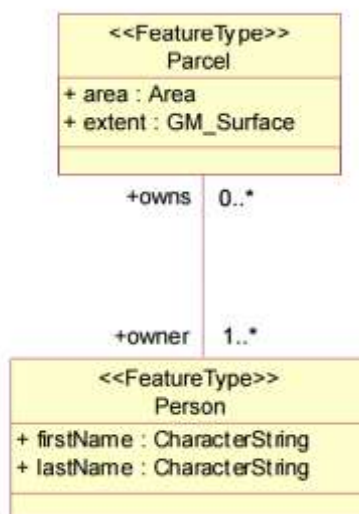 <<FeatureType>>
Parcel
+ area : Area
+ extent : GM_Surface
+owns 0..*
+owner 1..*
<<FeatureType>>
Person
+ firstName : CharacterString
+ lastName : CharacterString